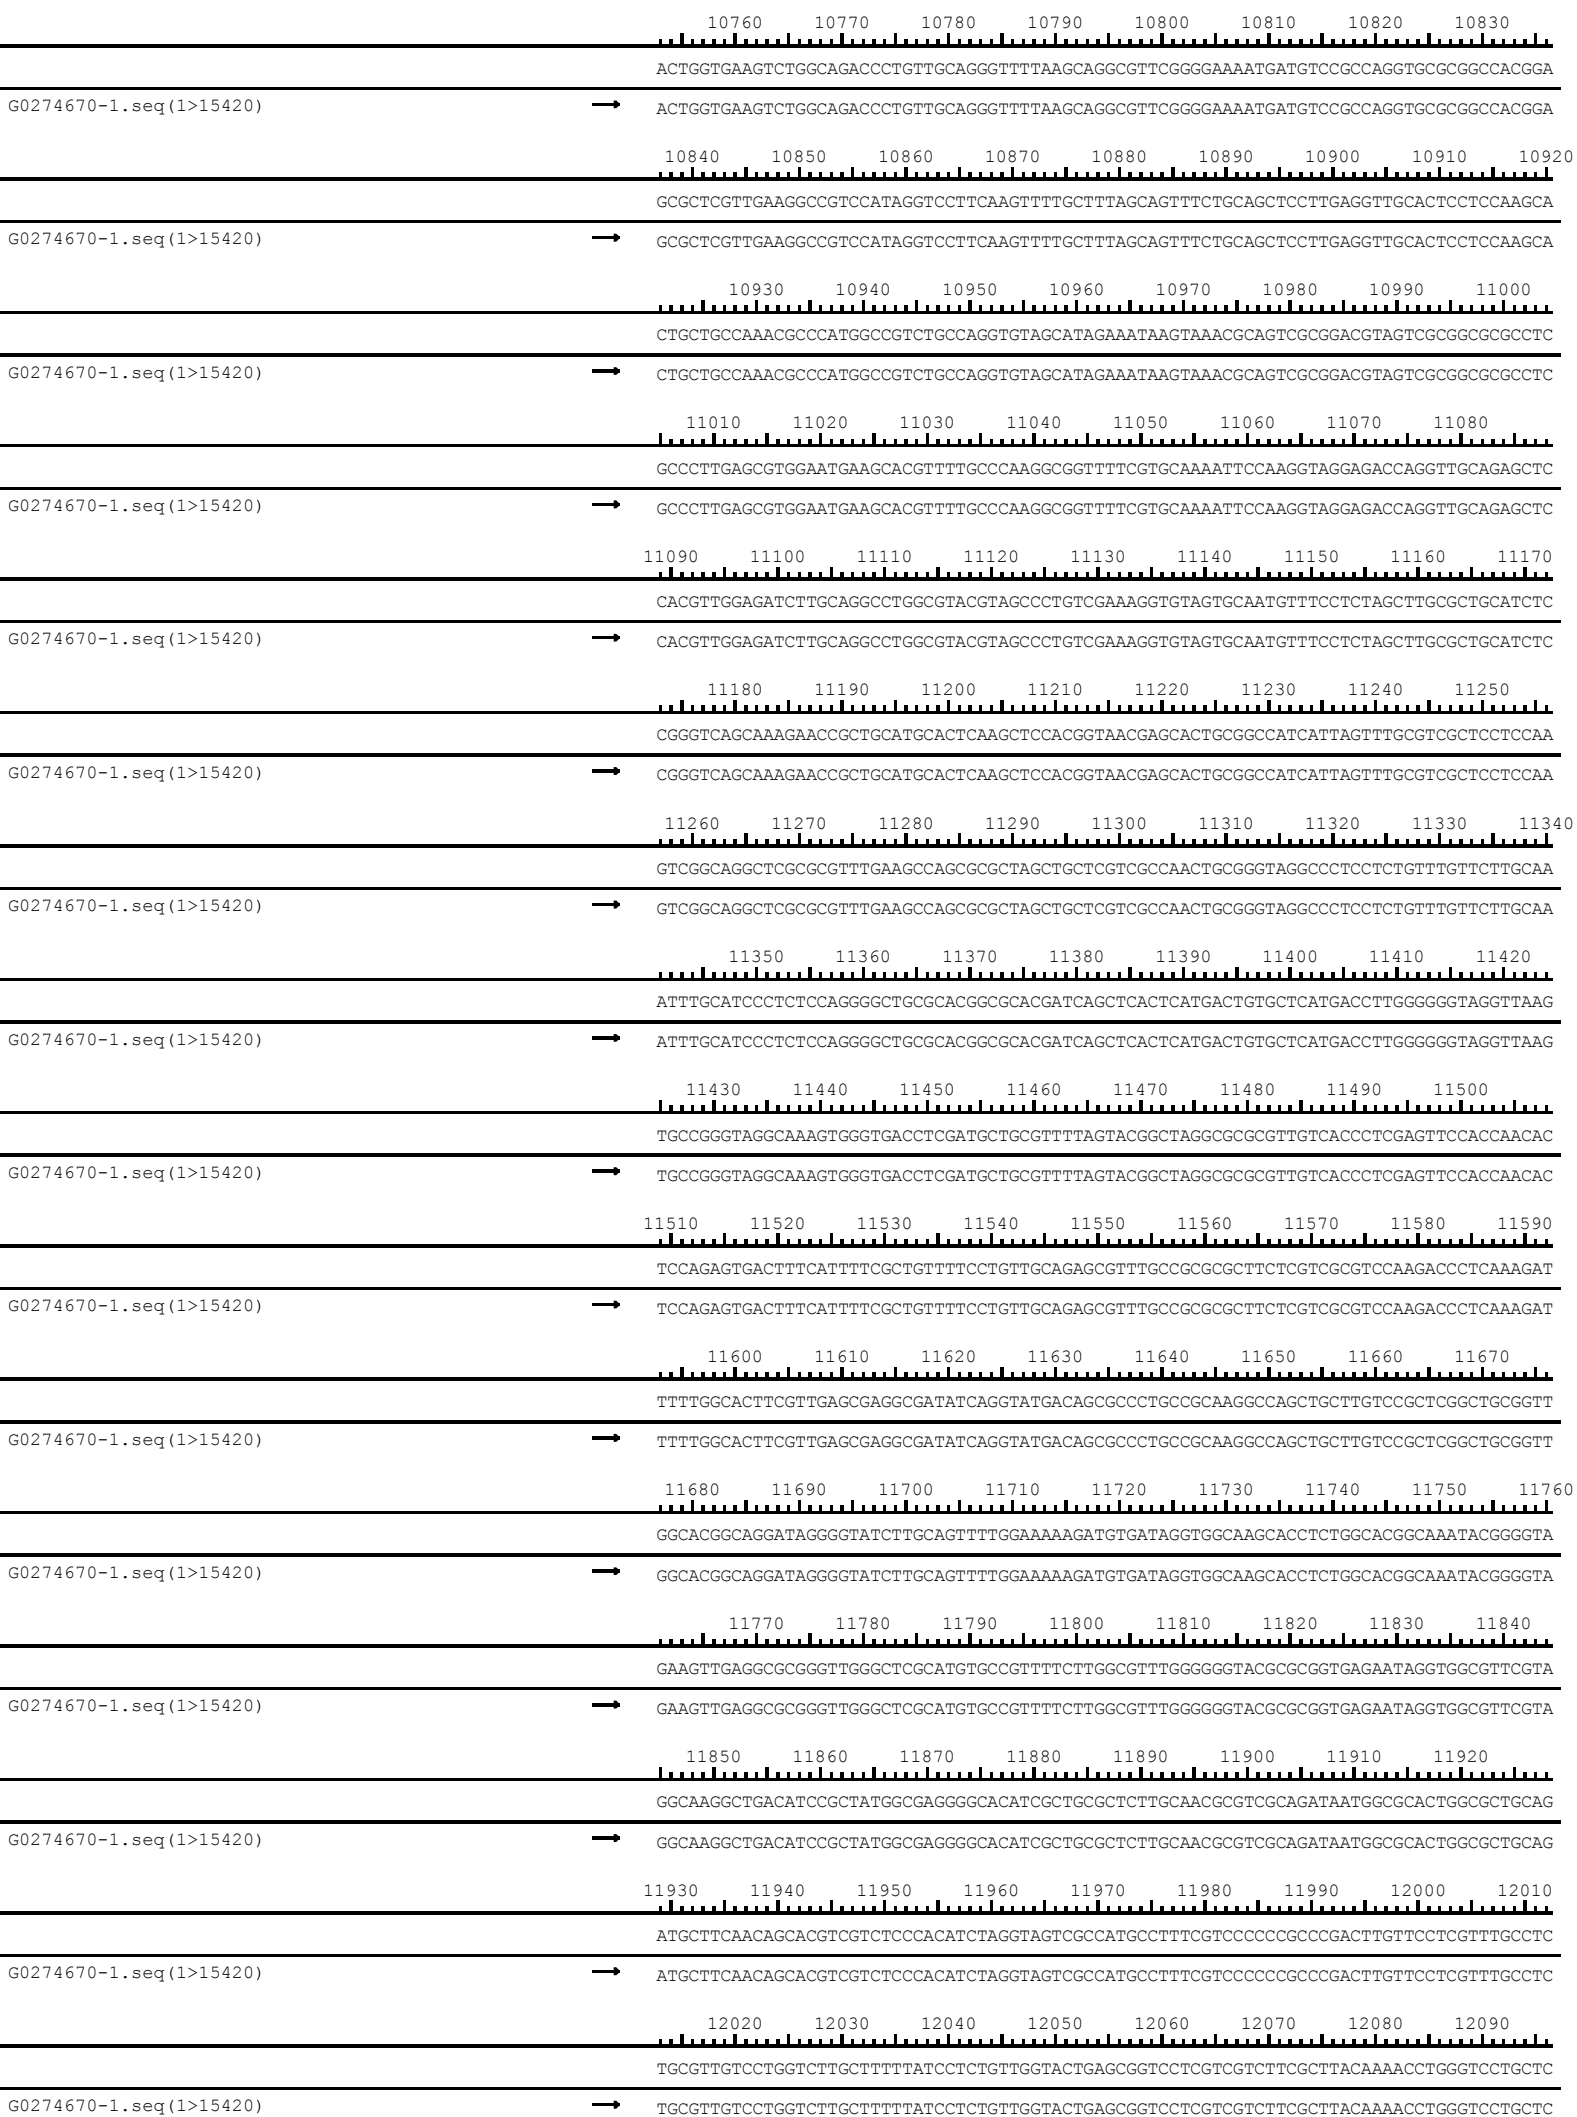 10760 10770 10780 10790 10800 10810 10820 10830
ACTGGTGAAGTCTGGCAGACCCTGTTGCAGGGTTTTAAGCAGGCGTTCGGGGAAAATGATGTCCGCCAGGTGCGCGGCCACGGA
G0274670-1.seq(1>15420) → ACTGGTGAAGTCTGGCAGACCCTGTTGCAGGGTTTTAAGCAGGCGTTCGGGGAAAATGATGTCCGCCAGGTGCGCGGCCACGGA
10840 10850 10860 10870 10880 10890 10900 10910 10920
GCGCTCGTTGAAGGCCGTCCATAGGTCCTTCAAGTTTTGCTTTAGCAGTTTCTGCAGCTCCTTGAGGTTGCACTCCTCCAAGCA
G0274670-1.seq(1>15420) → GCGCTCGTTGAAGGCCGTCCATAGGTCCTTCAAGTTTTGCTTTAGCAGTTTCTGCAGCTCCTTGAGGTTGCACTCCTCCAAGCA
10930 10940 10950 10960 10970 10980 10990 11000
CTGCTGCCAAACGCCCATGGCCGTCTGCCAGGTGTAGCATAGAAATAAGTAAACGCAGTCGCGGACGTAGTCGCGGCGCGCCTC
G0274670-1.seq(1>15420) → CTGCTGCCAAACGCCCATGGCCGTCTGCCAGGTGTAGCATAGAAATAAGTAAACGCAGTCGCGGACGTAGTCGCGGCGCGCCTC
11010 11020 11030 11040 11050 11060 11070 11080
GCCCTTGAGCGTGGAATGAAGCACGTTTTGCCCAAGGCGGTTTTCGTGCAAAATTCCAAGGTAGGAGACCAGGTTGCAGAGCTC
G0274670-1.seq(1>15420) → GCCCTTGAGCGTGGAATGAAGCACGTTTTGCCCAAGGCGGTTTTCGTGCAAAATTCCAAGGTAGGAGACCAGGTTGCAGAGCTC
11090 11100 11110 11120 11130 11140 11150 11160 11170
CACGTTGGAGATCTTGCAGGCCTGGCGTACGTAGCCCTGTCGAAAGGTGTAGTGCAATGTTTCCTCTAGCTTGCGCTGCATCTC
G0274670-1.seq(1>15420) → CACGTTGGAGATCTTGCAGGCCTGGCGTACGTAGCCCTGTCGAAAGGTGTAGTGCAATGTTTCCTCTAGCTTGCGCTGCATCTC
11180 11190 11200 11210 11220 11230 11240 11250
CGGGTCAGCAAAGAACCGCTGCATGCACTCAAGCTCCACGGTAACGAGCACTGCGGCCATCATTAGTTTGCGTCGCTCCTCCAA
G0274670-1.seq(1>15420) → CGGGTCAGCAAAGAACCGCTGCATGCACTCAAGCTCCACGGTAACGAGCACTGCGGCCATCATTAGTTTGCGTCGCTCCTCCAA
11260 11270 11280 11290 11300 11310 11320 11330 11340
GTCGGCAGGCTCGCGCGTTTGAAGCCAGCGCGCTAGCTGCTCGTCGCCAACTGCGGGTAGGCCCTCCTCTGTTTGTTCTTGCAA
G0274670-1.seq(1>15420) → GTCGGCAGGCTCGCGCGTTTGAAGCCAGCGCGCTAGCTGCTCGTCGCCAACTGCGGGTAGGCCCTCCTCTGTTTGTTCTTGCAA
11350 11360 11370 11380 11390 11400 11410 11420
ATTTGCATCCCTCTCCAGGGGCTGCGCACGGCGCACGATCAGCTCACTCATGACTGTGCTCATGACCTTGGGGGGTAGGTTAAG
G0274670-1.seq(1>15420) → ATTTGCATCCCTCTCCAGGGGCTGCGCACGGCGCACGATCAGCTCACTCATGACTGTGCTCATGACCTTGGGGGGTAGGTTAAG
11430 11440 11450 11460 11470 11480 11490 11500
TGCCGGGTAGGCAAAGTGGGTGACCTCGATGCTGCGTTTTAGTACGGCTAGGCGCGCGTTGTCACCCTCGAGTTCCACCAACAC
G0274670-1.seq(1>15420) → TGCCGGGTAGGCAAAGTGGGTGACCTCGATGCTGCGTTTTAGTACGGCTAGGCGCGCGTTGTCACCCTCGAGTTCCACCAACAC
11510 11520 11530 11540 11550 11560 11570 11580 11590
TCCAGAGTGACTTTCATTTTCGCTGTTTTCCTGTTGCAGAGCGTTTGCCGCGCGCTTCTCGTCGCGTCCAAGACCCTCAAAGAT
G0274670-1.seq(1>15420) → TCCAGAGTGACTTTCATTTTCGCTGTTTTCCTGTTGCAGAGCGTTTGCCGCGCGCTTCTCGTCGCGTCCAAGACCCTCAAAGAT
11600 11610 11620 11630 11640 11650 11660 11670
TTTTGGCACTTCGTTGAGCGAGGCGATATCAGGTATGACAGCGCCCTGCCGCAAGGCCAGCTGCTTGTCCGCTCGGCTGCGGTT
G0274670-1.seq(1>15420) → TTTTGGCACTTCGTTGAGCGAGGCGATATCAGGTATGACAGCGCCCTGCCGCAAGGCCAGCTGCTTGTCCGCTCGGCTGCGGTT
11680 11690 11700 11710 11720 11730 11740 11750 11760
GGCACGGCAGGATAGGGGTATCTTGCAGTTTTGGAAAAAGATGTGATAGGTGGCAAGCACCTCTGGCACGGCAAATACGGGGTA
G0274670-1.seq(1>15420) → GGCACGGCAGGATAGGGGTATCTTGCAGTTTTGGAAAAAGATGTGATAGGTGGCAAGCACCTCTGGCACGGCAAATACGGGGTA
11770 11780 11790 11800 11810 11820 11830 11840
GAAGTTGAGGCGCGGGTTGGGCTCGCATGTGCCGTTTTCTTGGCGTTTGGGGGGTACGCGCGGTGAGAATAGGTGGCGTTCGTA
G0274670-1.seq(1>15420) → GAAGTTGAGGCGCGGGTTGGGCTCGCATGTGCCGTTTTCTTGGCGTTTGGGGGGTACGCGCGGTGAGAATAGGTGGCGTTCGTA
11850 11860 11870 11880 11890 11900 11910 11920
GGCAAGGCTGACATCCGCTATGGCGAGGGGCACATCGCTGCGCTCTTGCAACGCGTCGCAGATAATGGCGCACTGGCGCTGCAG
G0274670-1.seq(1>15420) → GGCAAGGCTGACATCCGCTATGGCGAGGGGCACATCGCTGCGCTCTTGCAACGCGTCGCAGATAATGGCGCACTGGCGCTGCAG
11930 11940 11950 11960 11970 11980 11990 12000 12010
ATGCTTCAACAGCACGTCGTCTCCCACATCTAGGTAGTCGCCATGCCTTTCGTCCCCCCGCCCGACTTGTTCCTCGTTTGCCTC
G0274670-1.seq(1>15420) → ATGCTTCAACAGCACGTCGTCTCCCACATCTAGGTAGTCGCCATGCCTTTCGTCCCCCCGCCCGACTTGTTCCTCGTTTGCCTC
12020 12030 12040 12050 12060 12070 12080 12090
TGCGTTGTCCTGGTCTTGCTTTTTATCCTCTGTTGGTACTGAGCGGTCCTCGTCGTCTTCGCTTACAAAACCTGGGTCCTGCTC
G0274670-1.seq(1>15420) → TGCGTTGTCCTGGTCTTGCTTTTTATCCTCTGTTGGTACTGAGCGGTCCTCGTCGTCTTCGCTTACAAAACCTGGGTCCTGCTC